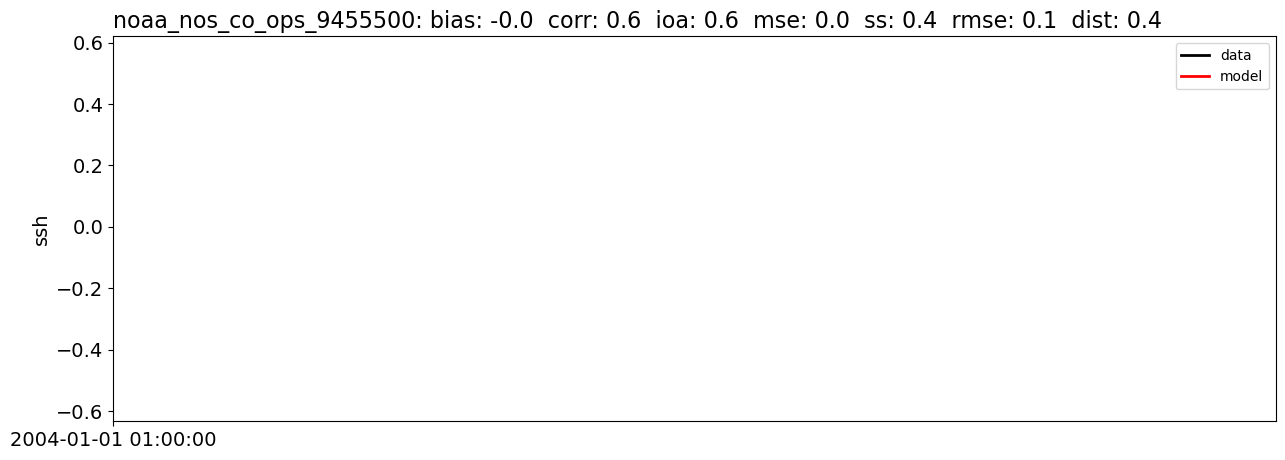 noaa_nos_co_ops_9455500: bias: -0.0  corr: 0.6  ioa: 0.6  mse: 0.0  ss: 0.4  rmse: 0.1  dist: 0.4
data
model
0.6
0.4
0.2
0.0
−0.2
−0.4
−0.6
ssh
2004-01-01 01:00:00